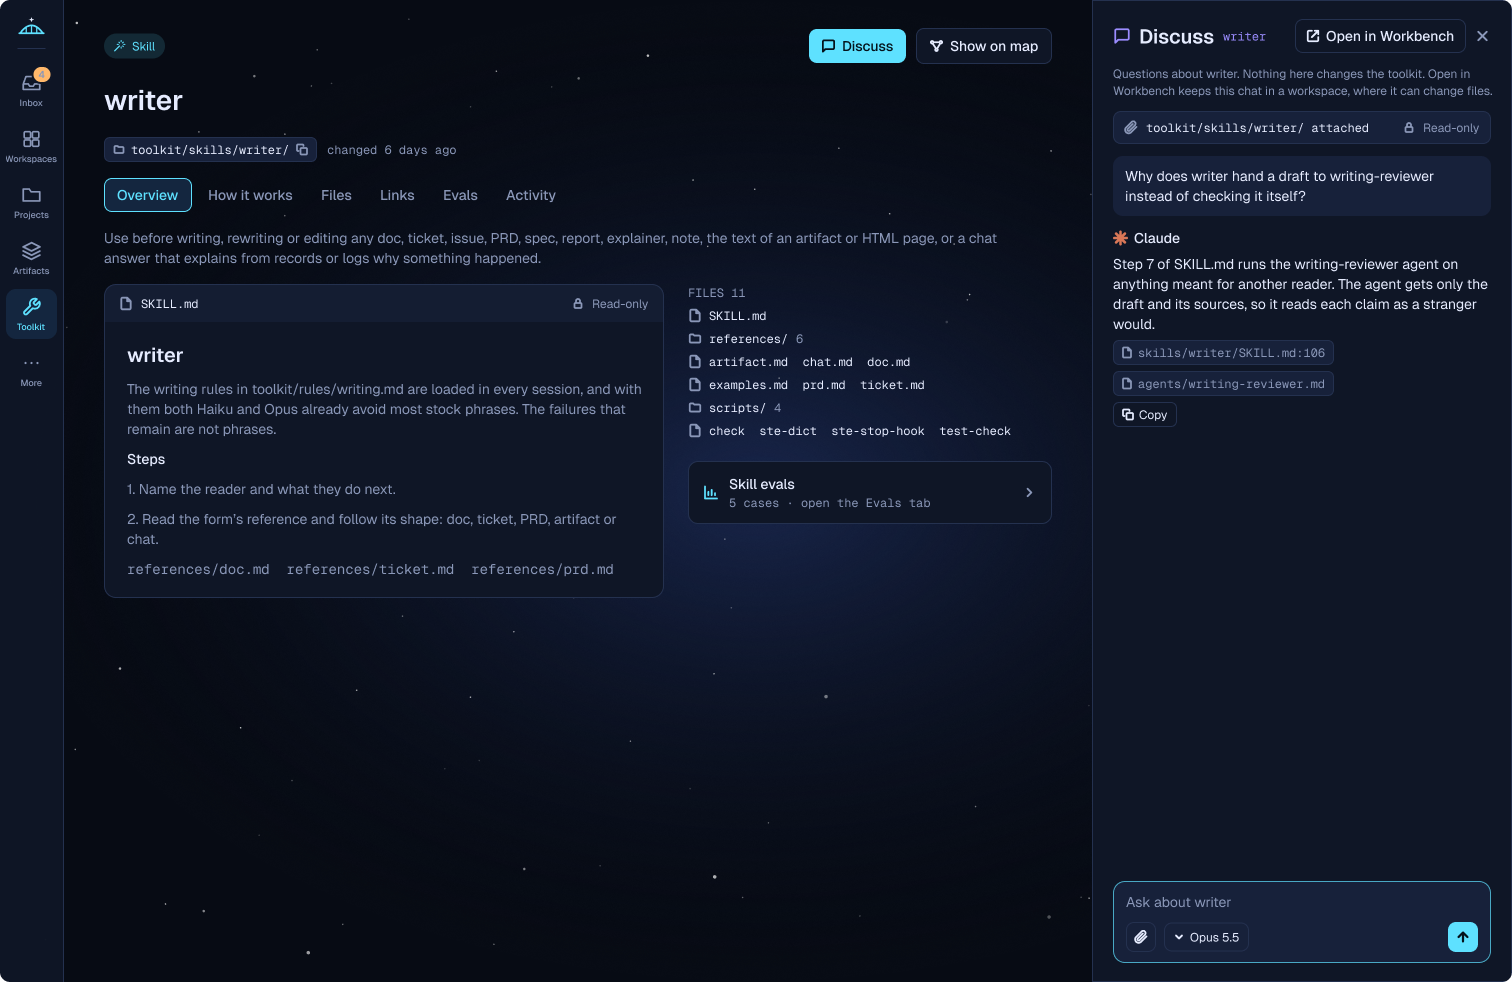 4
Inbox
Workspaces
Projects
Artifacts
Toolkit
More
Skill
Discuss
Show on map
writer
toolkit/skills/writer/
changed 6 days ago
Overview
How it works
Files
Links
Evals
Activity
Use before writing, rewriting or editing any doc, ticket, issue, PRD, spec, report, explainer, note, the text of an artifact or HTML page, or a chat
answer that explains from records or logs why something happened.
SKILL.md
Read-only
writer
The writing rules in toolkit/rules/writing.md are loaded in every session, and with
them both Haiku and Opus already avoid most stock phrases. The failures that
remain are not phrases.
Steps
1. Name the reader and what they do next.
2. Read the form’s reference and follow its shape: doc, ticket, PRD, artifact or
chat.
references/doc.md references/ticket.md references/prd.md
FILES 11
SKILL.md
references/ 6
artifact.md chat.md doc.md
examples.md prd.md ticket.md
scripts/ 4
check ste-dict ste-stop-hook test-check
Skill evals
5 cases · open the Evals tab
Discuss writer
Open in Workbench
Questions about writer. Nothing here changes the toolkit. Open in
Workbench keeps this chat in a workspace, where it can change files.
toolkit/skills/writer/ attached
Read-only
Why does writer hand a draft to writing-reviewer
instead of checking it itself?
Claude
Step 7 of SKILL.md runs the writing-reviewer agent on
anything meant for another reader. The agent gets only the
draft and its sources, so it reads each claim as a stranger
would.
skills/writer/SKILL.md:106
agents/writing-reviewer.md
Copy
Ask about writer
Opus 5.5